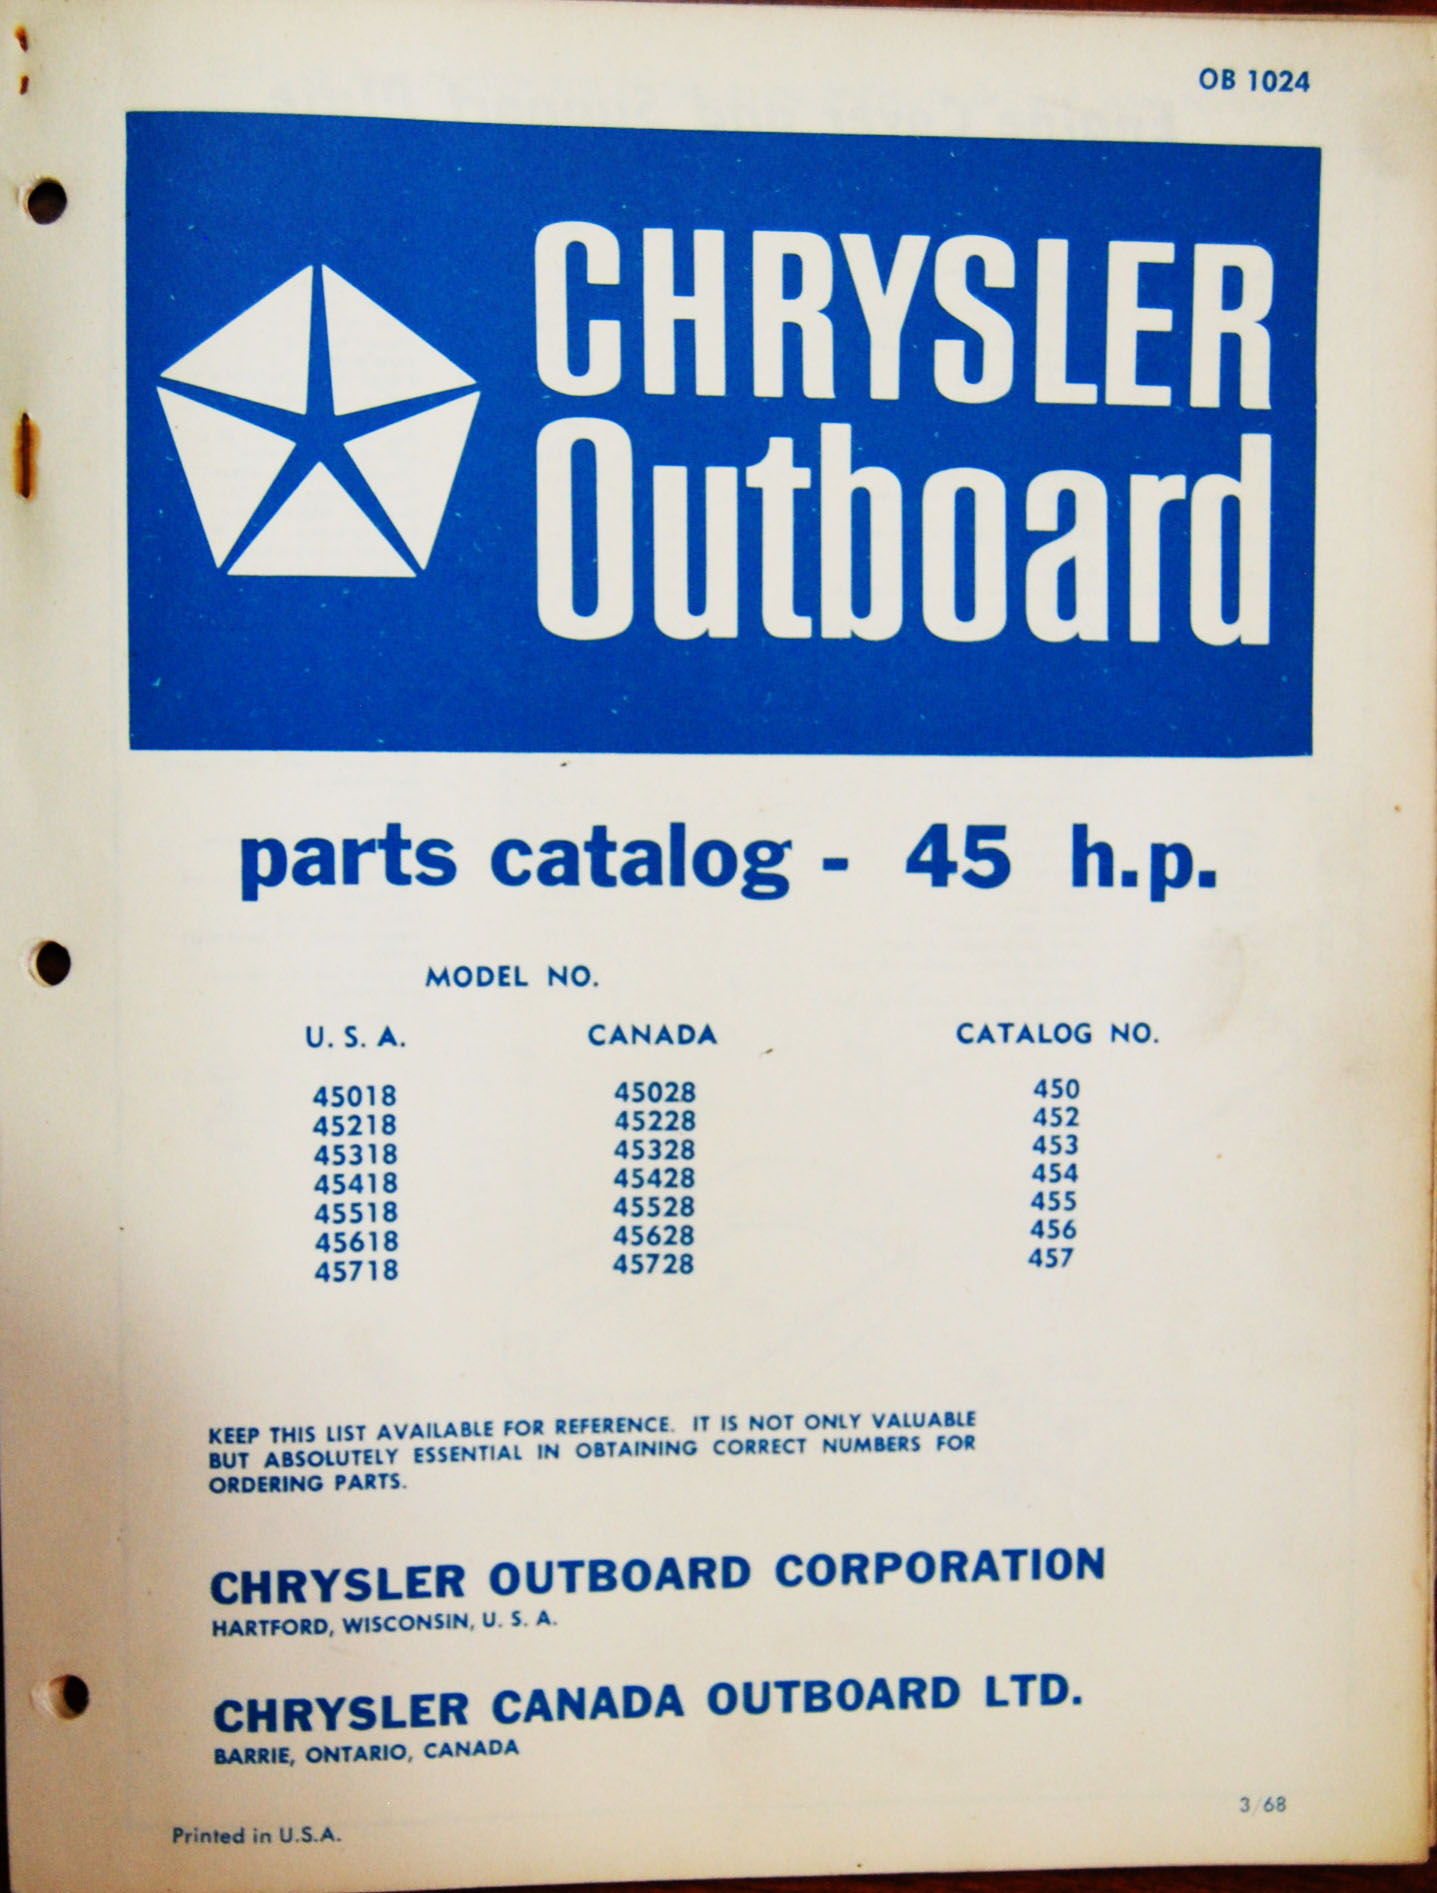 OB 1024
CHRYSLER
Outboard
parts catalog - 45 h.p.
MODEL NO.
U. S. A. CANADA CATALOG NO.
45018 45028 450
45218 45228 452
45318 45328 453
45418 45428 454
45518 45528 455
45618 45628 456
45718 45728 457
KEEP THIS LIST AVAILABLE FOR REFERENCE. IT IS NOT ONLY VALUABLE
BUT ABSOLUTELY ESSENTIAL IN OBTAINING CORRECT NUMBERS FOR
ORDERING PARTS.
CHRYSLER OUTBOARD CORPORATION
HARTFORD, WISCONSIN, U. S. A.
CHRYSLER CANADA OUTBOARD LTD.
BARRIE, ONTARIO, CANADA
3/68
Printed in U.S.A.